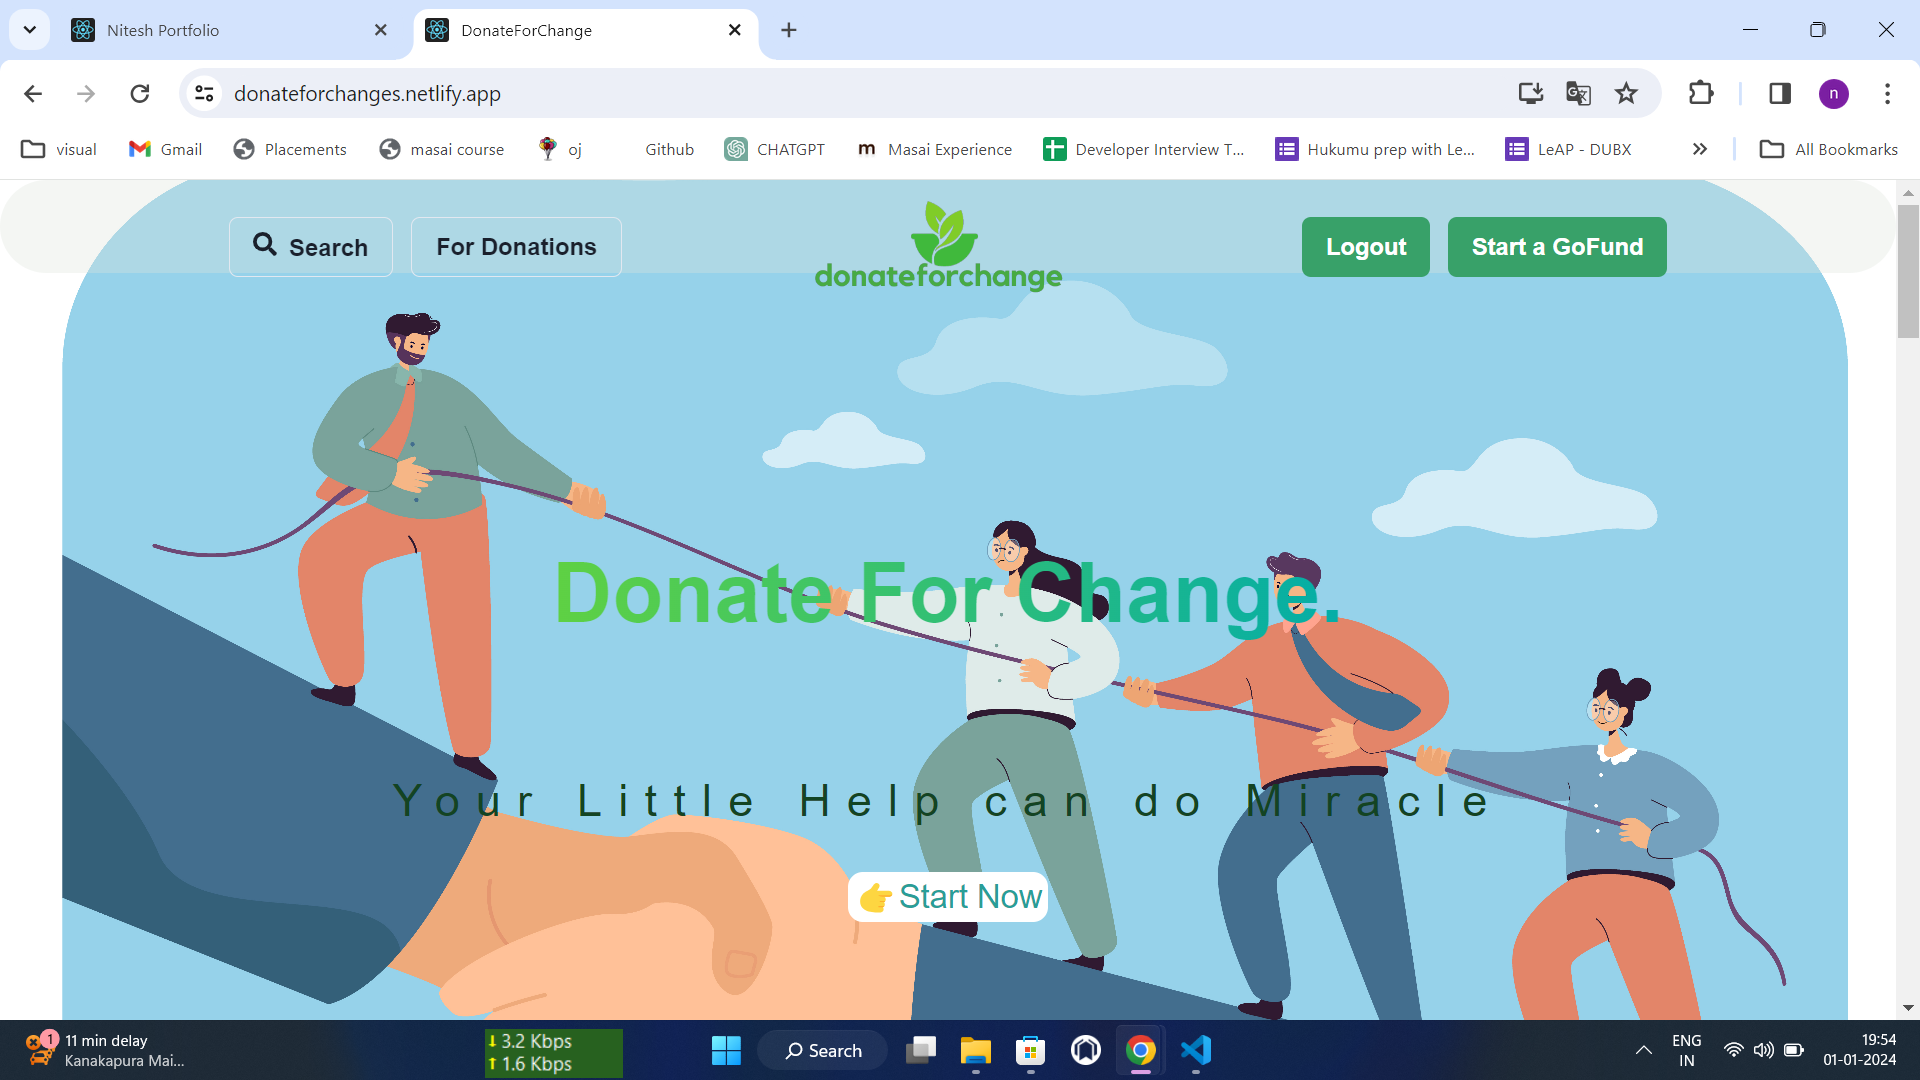 Nitesh Portfolio
DonateForChange
donateforchanges.netlify.app
n
visual
Gmail
Placements
masai course
oj
Github
CHATGPT
m Masai Experience
Developer Interview T...
Hukumu prep with Le...
LeAP - DUBX
All Bookmarks
Search
For Donations
donateforchange
Logout
Start a GoFund
Donate For Change.
Your Little Help can do Miracle
👉Start Now
1
11 min delay
Kanakapura Mai...
3.2 Kbps
1.6 Kbps
Search
ENG
IN
19:54
01-01-2024